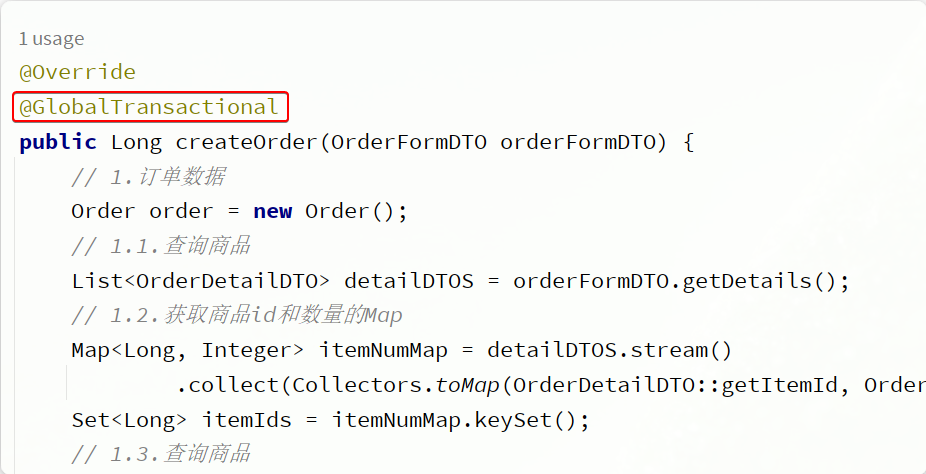 1 usage
@Override
@GlobalTransactional
public Long createOrder(OrderFormDTO orderFormDTO) {
// 1.订单数据
Order order = new Order();
// 1.1.查询商品
List<OrderDetailDTO> detailDTOS = orderFormDTO.getDetails();
// 1.2.获取商品id和数量的Map
Map<Long, Integer> itemNumMap = detailDTOS.stream()
.collect(Collectors.toMap(OrderDetailDTO::getItemId, Order
Set<Long> itemIds = itemNumMap.keySet();
// 1.3.查询商品